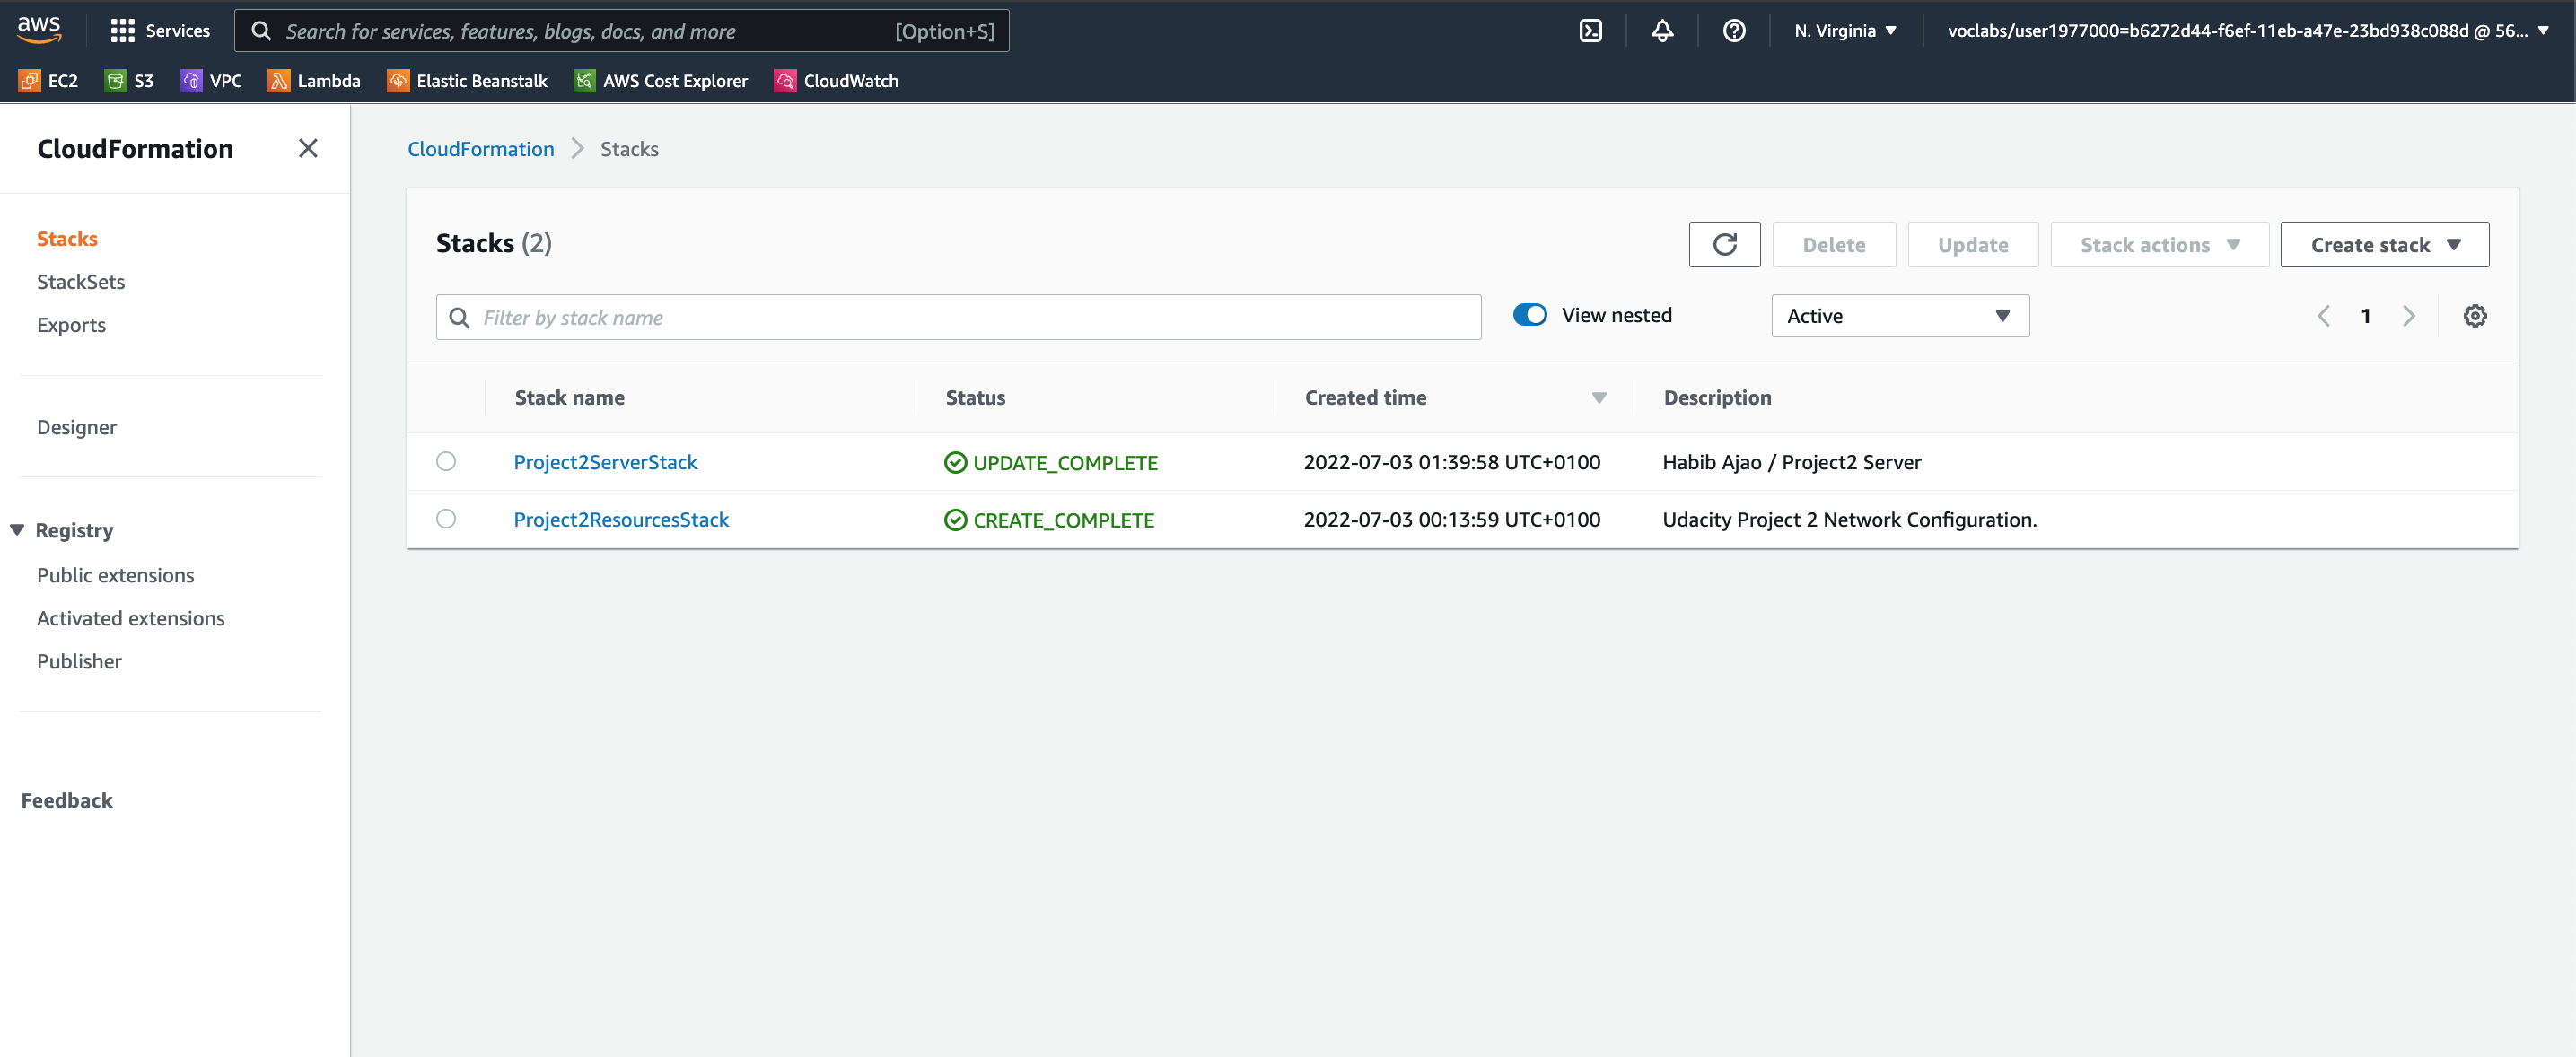 aws Services Search for services, features, blogs, docs, and more [Option+S] N. Virginia voclabs/user1977000=b6272d44-f6ef-11eb-a47e-23bd938c088d @ 56...
EC2 S3 VPC Lambda Elastic Beanstalk AWS Cost Explorer CloudWatch
CloudFormation
Stacks
StackSets
Exports
Designer
Registry
Public extensions
Activated extensions
Publisher
Feedback
CloudFormation Stacks
Stacks (2) Delete Update Stack actions Create stack
Filter by stack name View nested Active 1
Stack name Status Created time Description
Project2ServerStack UPDATE_COMPLETE 2022-07-03 01:39:58 UTC+0100 Habib Ajao / Project2 Server
Project2ResourcesStack CREATE_COMPLETE 2022-07-03 00:13:59 UTC+0100 Udacity Project 2 Network Configuration.